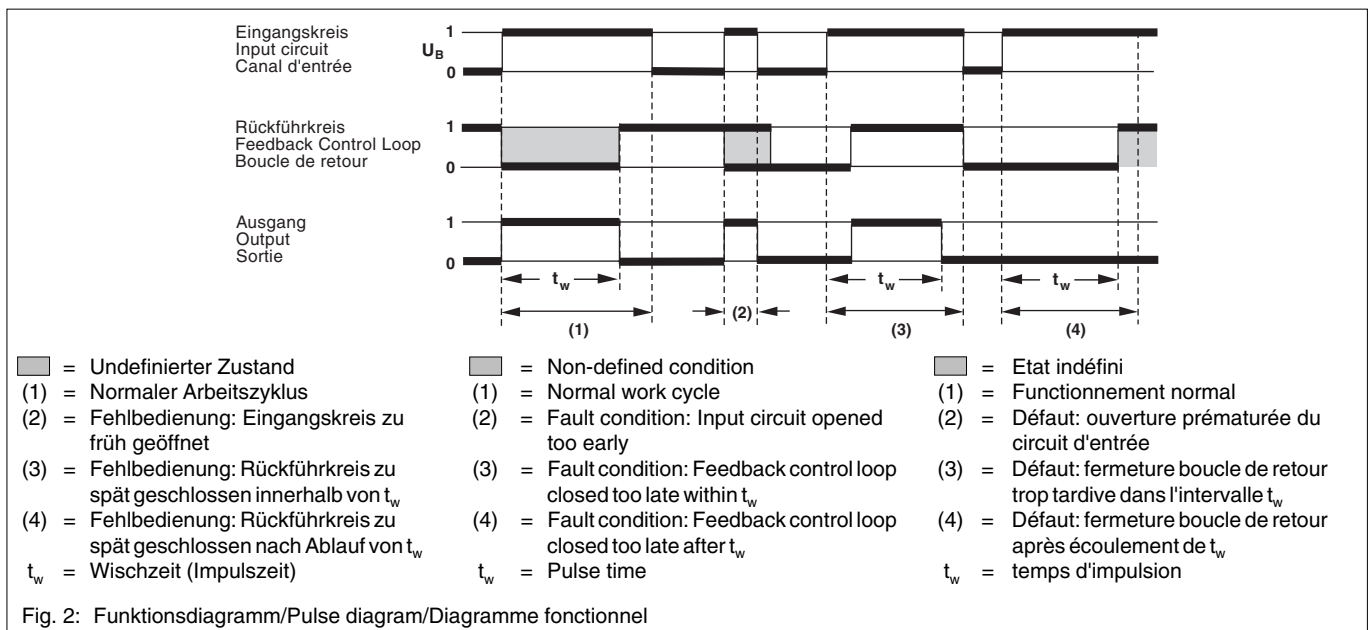 Eingangskreis
Input circuit
Canal d'entrée
U_B
1
0
Rückführkreis
Feedback Control Loop
Boucle de retour
1
0
Ausgang
Output
Sortie
1
0
t_w
t_w
t_w
(1)
(2)
(3)
(4)
= Undefinierter Zustand
(1) = Normaler Arbeitszyklus
(2) = Fehlbedienung: Eingangskreis zu
früh geöffnet
(3) = Fehlbedienung: Rückführkreis zu
spät geschlossen innerhalb von t_w
(4) = Fehlbedienung: Rückführkreis zu
spät geschlossen nach Ablauf von t_w
t_w = Wischzeit (Impulszeit)
= Non-defined condition
(1) = Normal work cycle
(2) = Fault condition: Input circuit opened
too early
(3) = Fault condition: Feedback control loop
closed too late within t_w
(4) = Fault condition: Feedback control loop
closed too late after t_w
t_w = Pulse time
= Etat indéfini
(1) = Functionnement normal
(2) = Défaut: ouverture prématurée du
circuit d'entrée
(3) = Défaut: fermeture boucle de retour
trop tardive dans l'intervalle t_w
(4) = Défaut: fermeture boucle de retour
après écoulement de t_w
t_w = temps d'impulsion
Fig. 2: Funktionsdiagramm/Pulse diagram/Diagramme fonctionnel